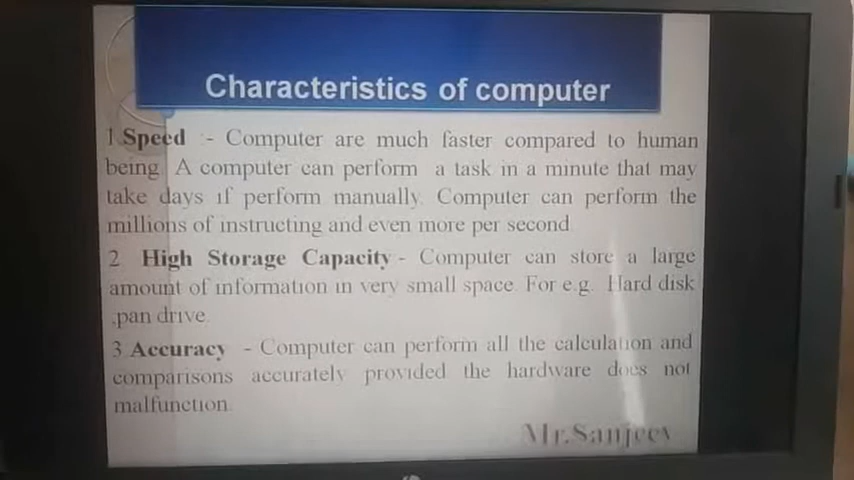 Characteristics of computer
1 Speed :- Computer are much faster compared to human
being. A computer can perform a task in a minute that may
take days if perform manually. Computer can perform the
millions of instructing and even more per second
2 High Storage Capacity - Computer can store a large
amount of information in very small space. For e.g. Hard disk
,pan drive.
3 Accuracy - Computer can perform all the calculation and
comparisons accurately provided the hardware does not
malfunction.
Mr.Sanjeev